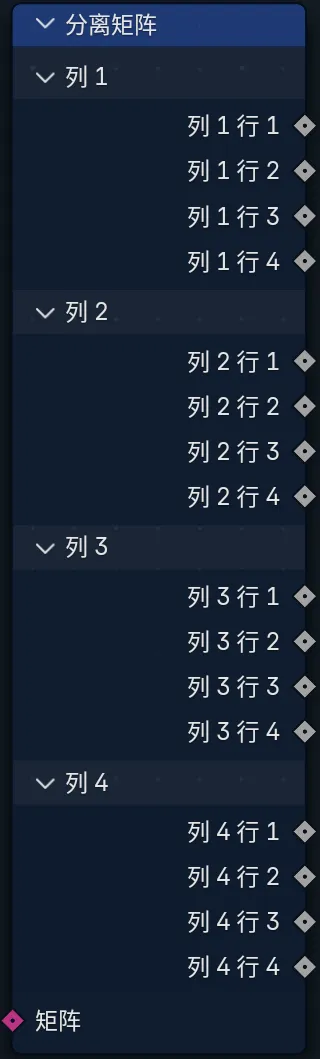 分离矩阵
列 1
列 1 行 1
列 1 行 2
列 1 行 3
列 1 行 4
列 2
列 2 行 1
列 2 行 2
列 2 行 3
列 2 行 4
列 3
列 3 行 1
列 3 行 2
列 3 行 3
列 3 行 4
列 4
列 4 行 1
列 4 行 2
列 4 行 3
列 4 行 4
矩阵